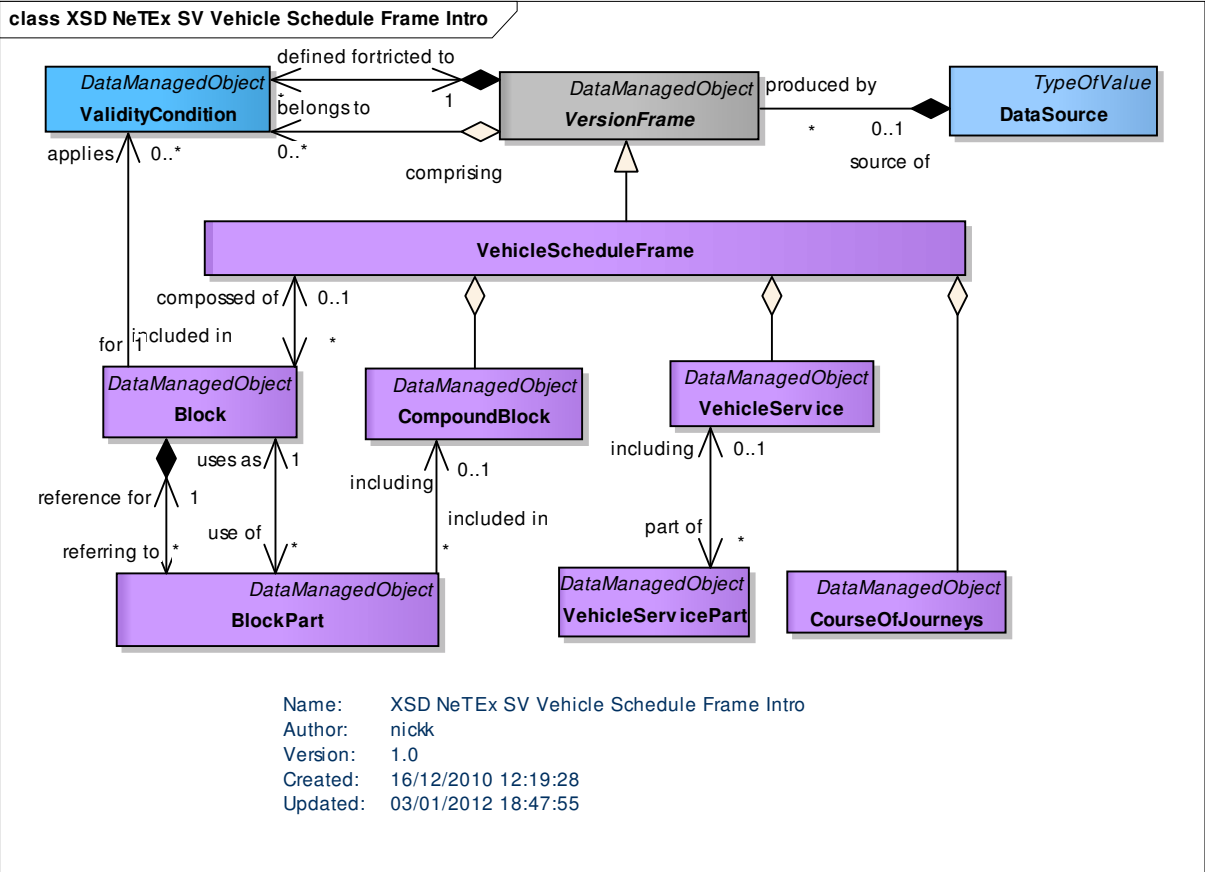 class XSD NeTEx SV Vehicle Schedule Frame Intro
defined fortricted to
DataManagedObject
ValidityCondition
*
1
belongs to
0..*
comprising
DataManagedObject
VersionFrame
produced by
*
0..1
source of
TypeOfValue
DataSource
applies
0..*
VehicleScheduleFrame
compossed of
0..1
included in
*
for 1
DataManagedObject
Block
DataManagedObject
CompoundBlock
DataManagedObject
VehicleService
uses as
1
including
0..1
including
0..1
reference for
1
included in
*
use of
*
part of
*
referring to
*
DataManagedObject
BlockPart
DataManagedObject
VehicleServicePart
DataManagedObject
CourseOfJourneys
Name: XSD NeTEx SV Vehicle Schedule Frame Intro
Author: nickk
Version: 1.0
Created: 16/12/2010 12:19:28
Updated: 03/01/2012 18:47:55